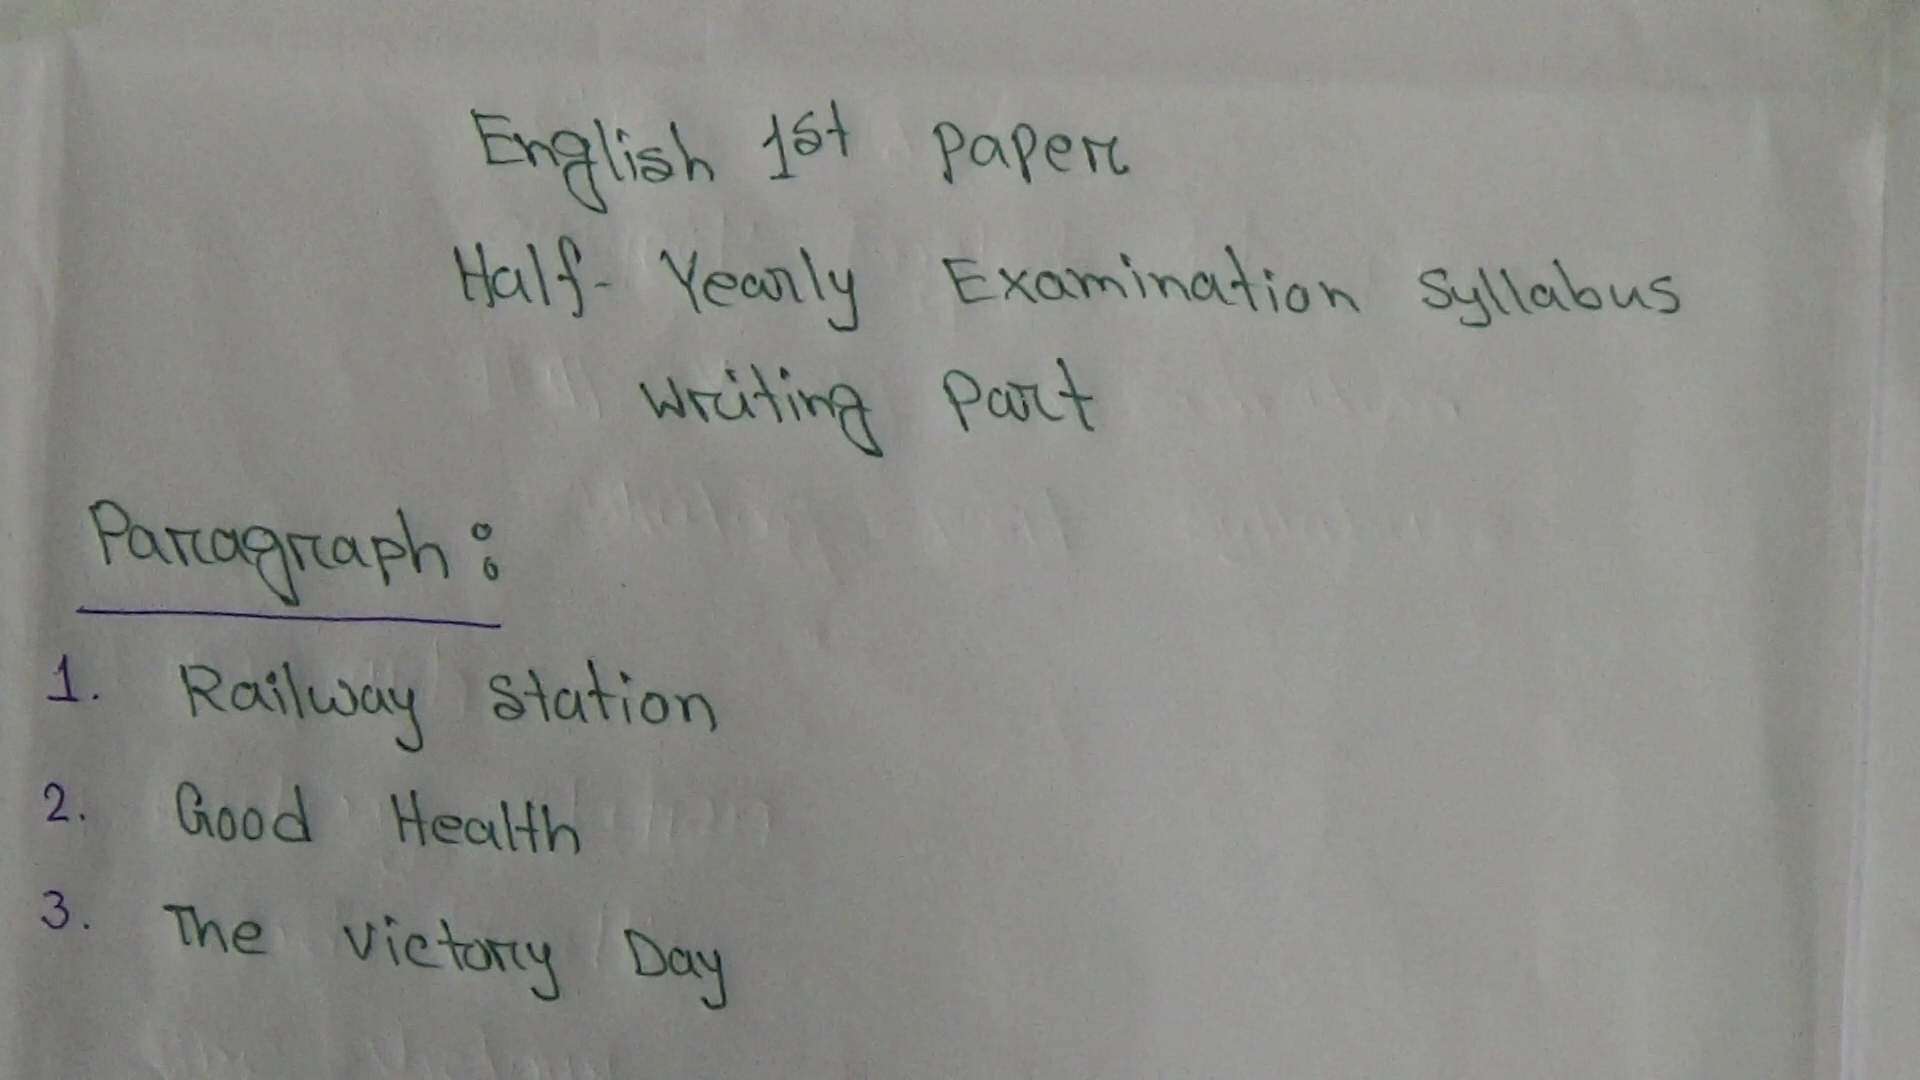 English 1st paper
Half-Yearly Examination Syllabus
Writing Part
Paragraph:
1. Railway Station
2. Good Health
3. The Victory Day